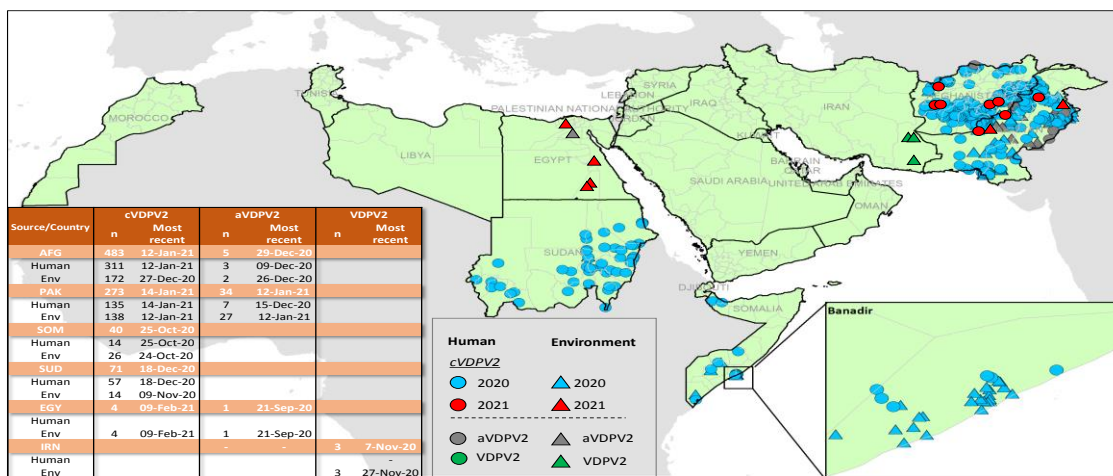 MOROCCO
TUNISIA
LIBYA
EGYPT
SUDAN
PALESTINIAN NATIONAL AUTHORITY
LEBANON
SYRIA
JORDAN
IRAQ
IRAN
KUWAIT
BAHRAIN
QATAR
SAUDI ARABIA
UNITED ARAB EMIRATES
OMAN
YEMEN
DJIBOUTI
SOMALIA
AFGHANISTAN
Source/Country cVDPV2 aVDPV2 VDPV2
n Most recent n Most recent n Most recent
AFG 483 12-Jan-21 5 29-Dec-20
Human 311 12-Jan-21 3 09-Dec-20
Env 172 27-Dec-20 2 26-Dec-20
PAK 273 14-Jan-21 34 12-Jan-21
Human 135 14-Jan-21 7 15-Dec-20
Env 138 12-Jan-21 27 12-Jan-21
SOM 40 25-Oct-20
Human 14 25-Oct-20
Env 26 24-Oct-20
SUD 71 18-Dec-20
Human 57 18-Dec-20
Env 14 09-Nov-20
EGY 4 09-Feb-21 1 21-Sep-20
Human
Env 4 09-Feb-21 1 21-Sep-20
IRN - - 3 7-Nov-20
Human -
Env 3 27-Nov-20
Human Environment
cVDPV2
2020 2020
2021 2021
aVDPV2 aVDPV2
VDPV2 VDPV2
Banadir